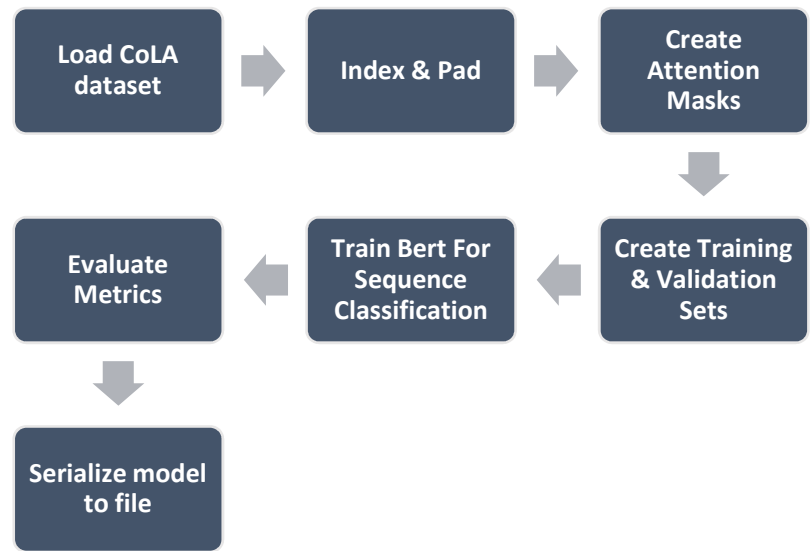 Load CoLA
dataset
Index & Pad
Create
Attention
Masks
Create Training
& Validation
Sets
Train Bert For
Sequence
Classification
Evaluate
Metrics
Serialize model
to file